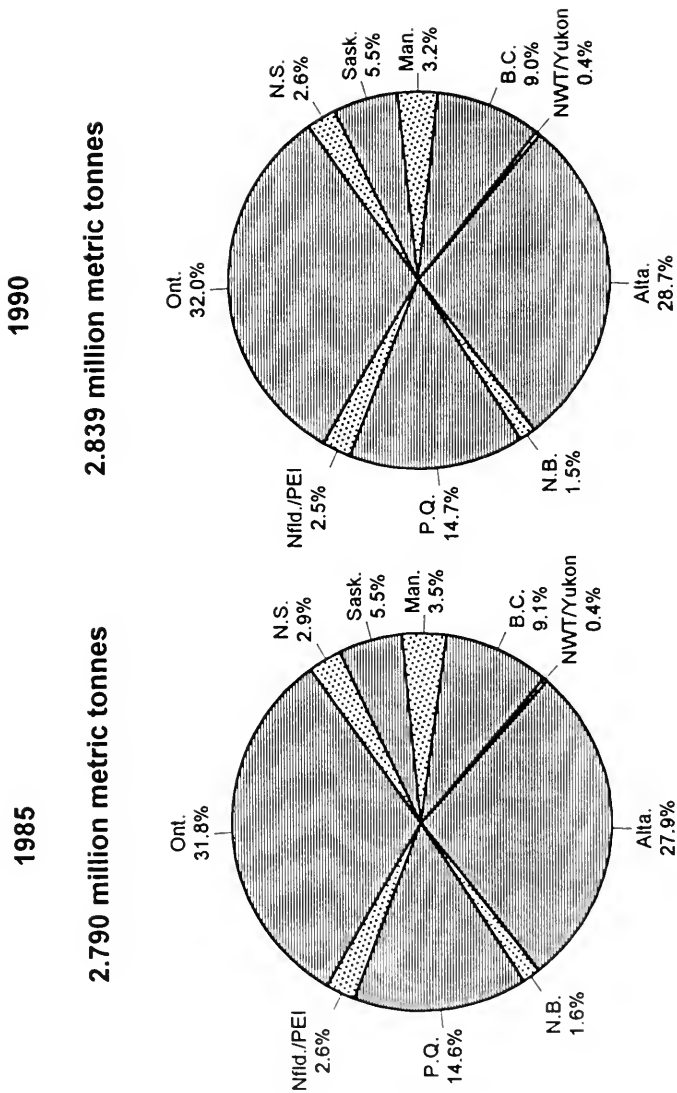 1985
2.790 million metric tonnes
Ont.
31.8%
N.S.
2.9%
Sask.
5.5%
Man.
3.5%
B.C.
9.1%
NWT/Yukon
0.4%
Alta.
27.9%
N.B.
1.6%
P.Q.
14.6%
Nfld./PEI
2.6%
1990
2.839 million metric tonnes
Ont.
32.0%
N.S.
2.6%
Sask.
5.5%
Man.
3.2%
B.C.
9.0%
NWT/Yukon
0.4%
Alta.
28.7%
N.B.
1.5%
P.Q.
14.7%
Nfld./PEI
2.5%